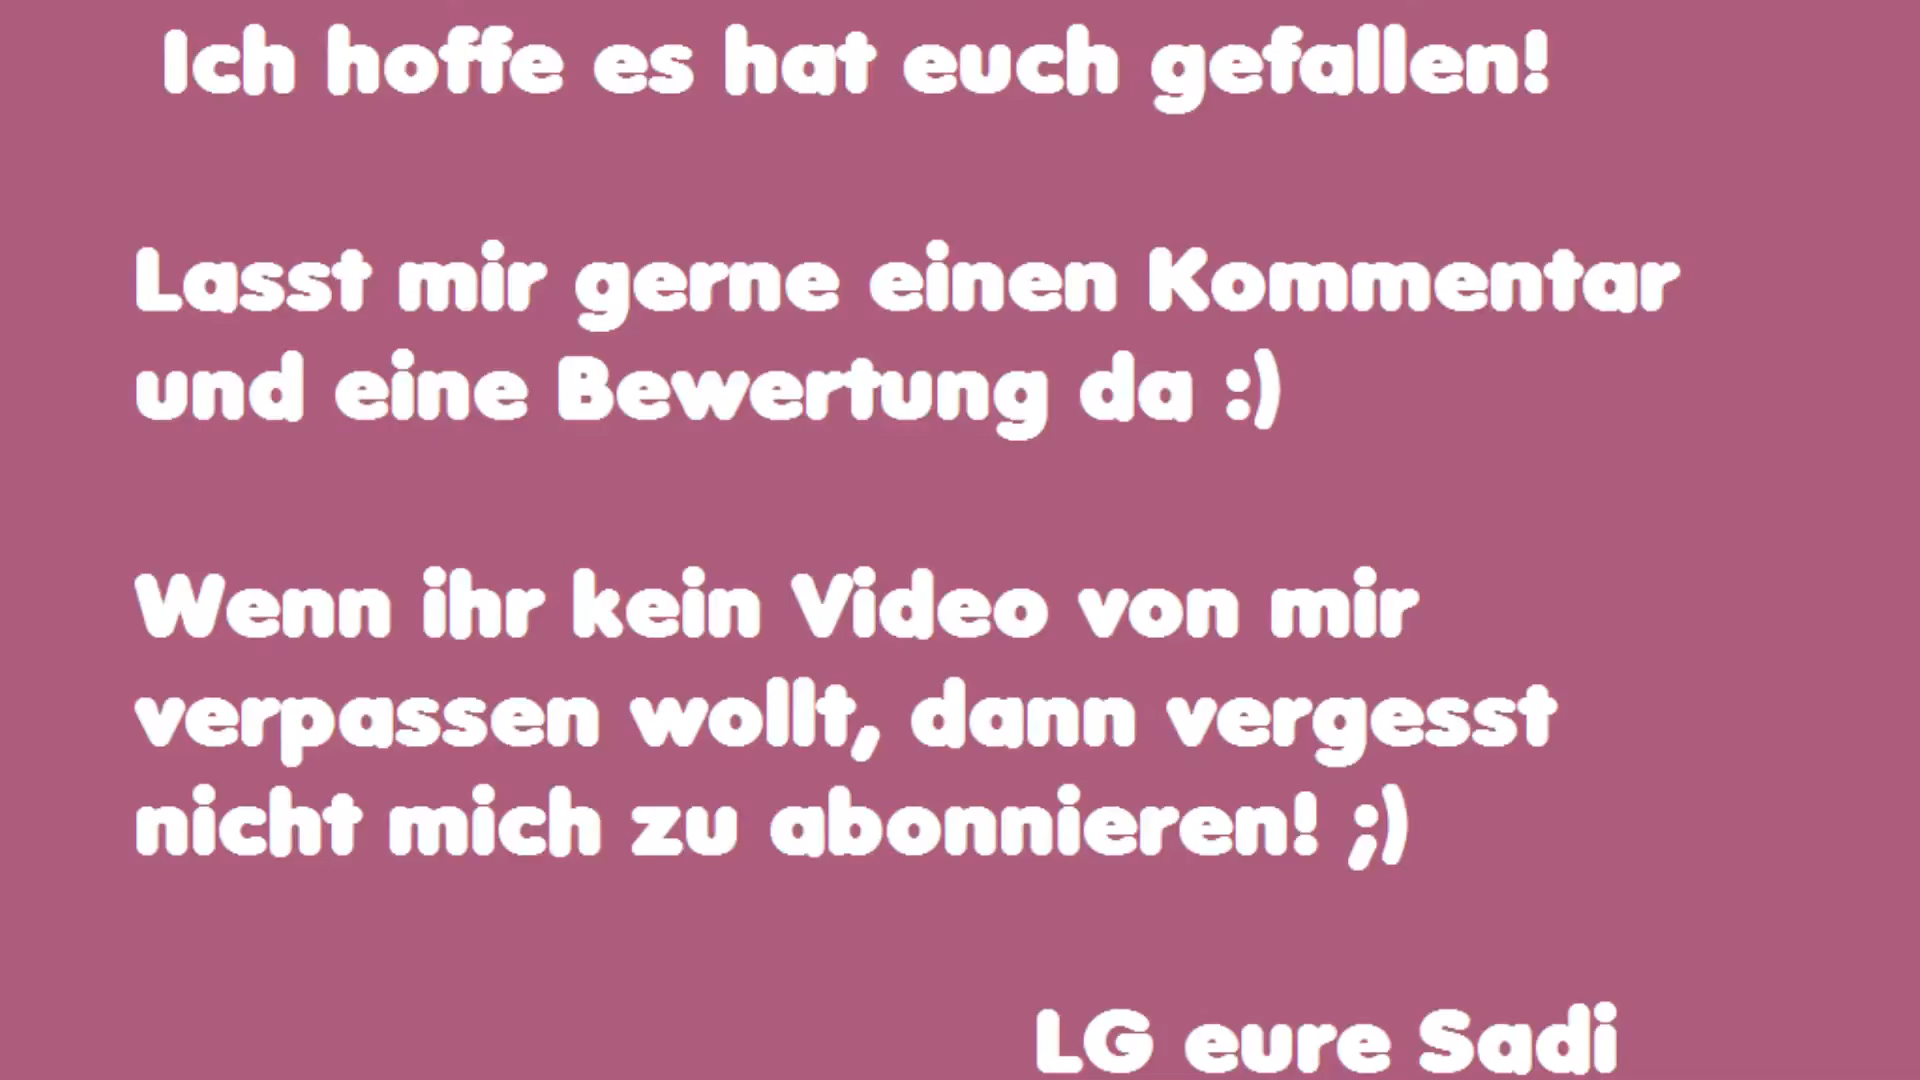 Ich hoffe es hat euch gefallen!
Lasst mir gerne einen Kommentar
und eine Bewertung da :)
Wenn ihr kein Video von mir
verpassen wollt, dann vergesst
nicht mich zu abonnieren! ;)
LG eure Sadi